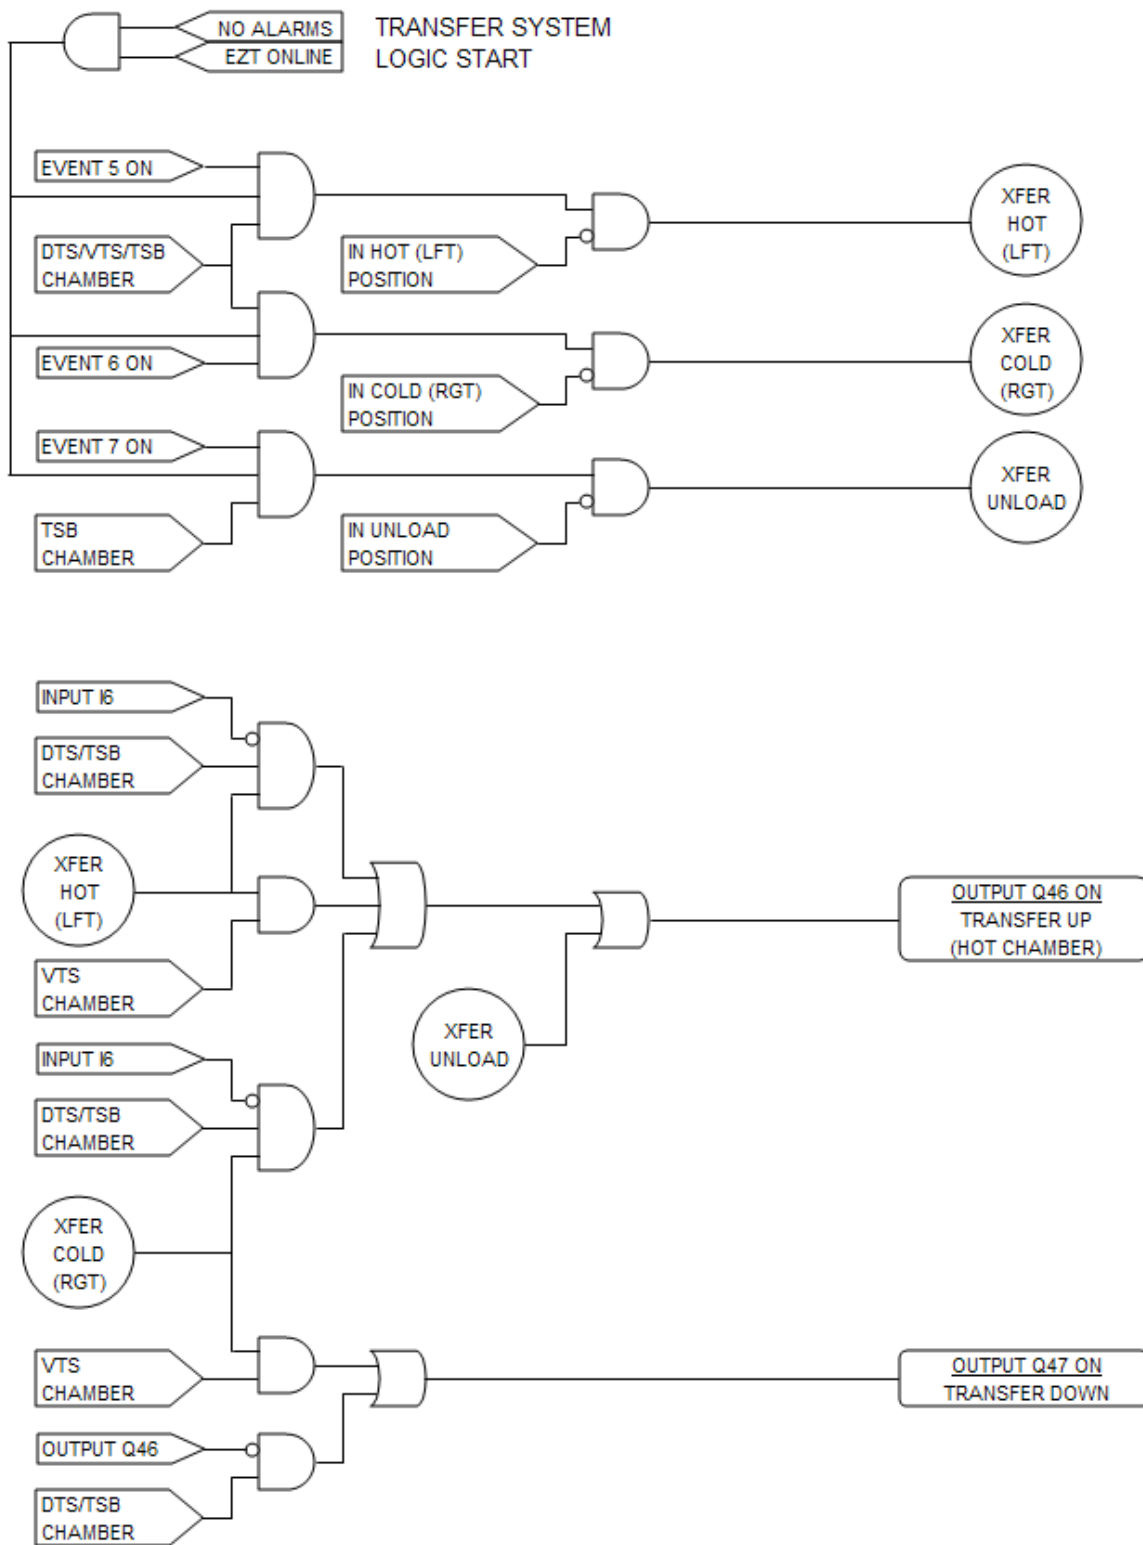 NO ALARMS
EZT ONLINE
TRANSFER SYSTEM
LOGIC START
EVENT 5 ON
DTS/VTS/TSB
CHAMBER
IN HOT (LFT)
POSITION
XFER
HOT
(LFT)
EVENT 6 ON
IN COLD (RGT)
POSITION
XFER
COLD
(RGT)
EVENT 7 ON
TSB
CHAMBER
IN UNLOAD
POSITION
XFER
UNLOAD
INPUT I6
DTS/TSB
CHAMBER
XFER
HOT
(LFT)
VTS
CHAMBER
XFER
UNLOAD
OUTPUT Q46 ON
TRANSFER UP
(HOT CHAMBER)
INPUT I6
DTS/TSB
CHAMBER
XFER
COLD
(RGT)
VTS
CHAMBER
OUTPUT Q46
DTS/TSB
CHAMBER
OUTPUT Q47 ON
TRANSFER DOWN